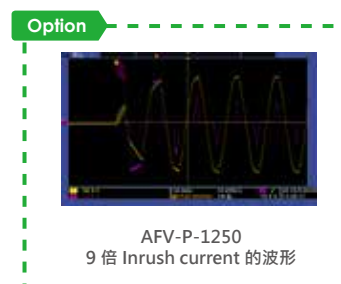 Option
AFV-P-1250
9 倍 Inrush current 的波形